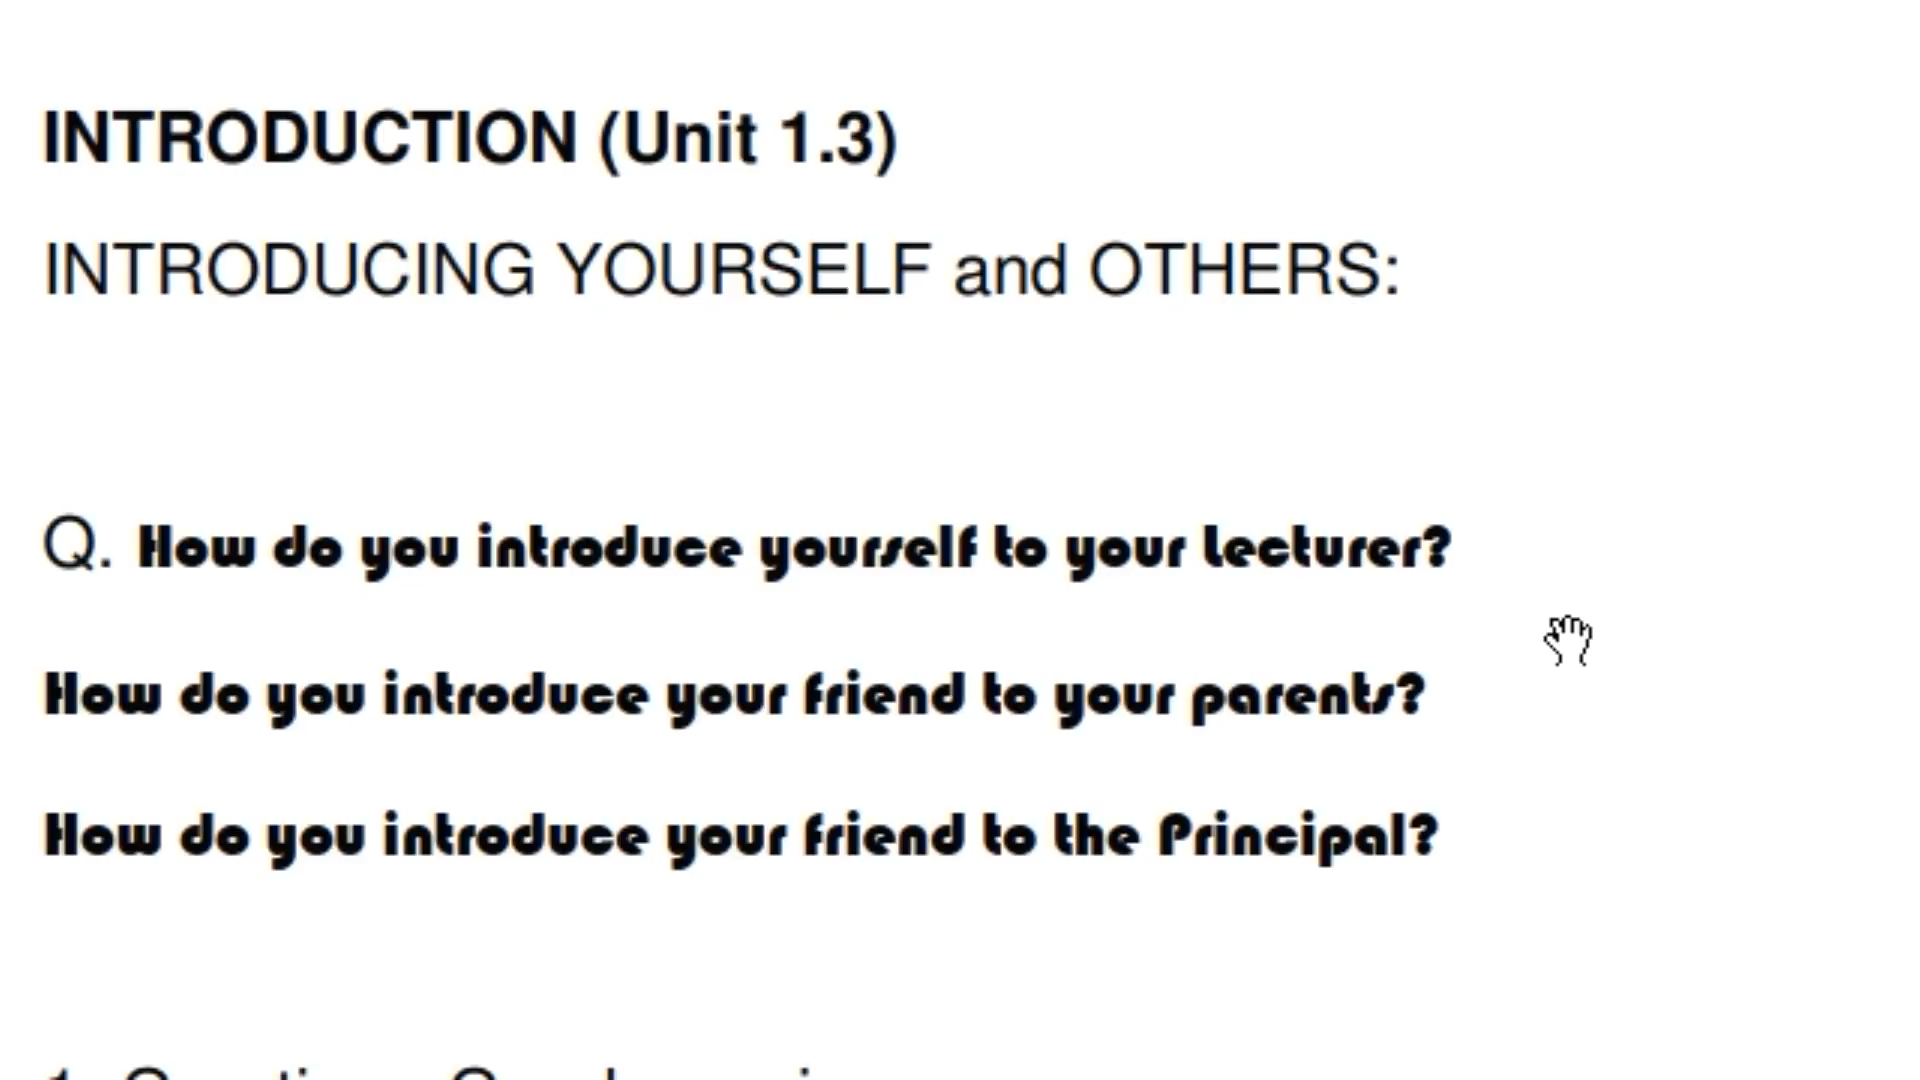 INTRODUCTION (Unit 1.3)
INTRODUCING YOURSELF and OTHERS:
Q. How do you introduce yourself to your Lecturer?
How do you introduce your friend to your parents?
How do you introduce your friend to the Principal?